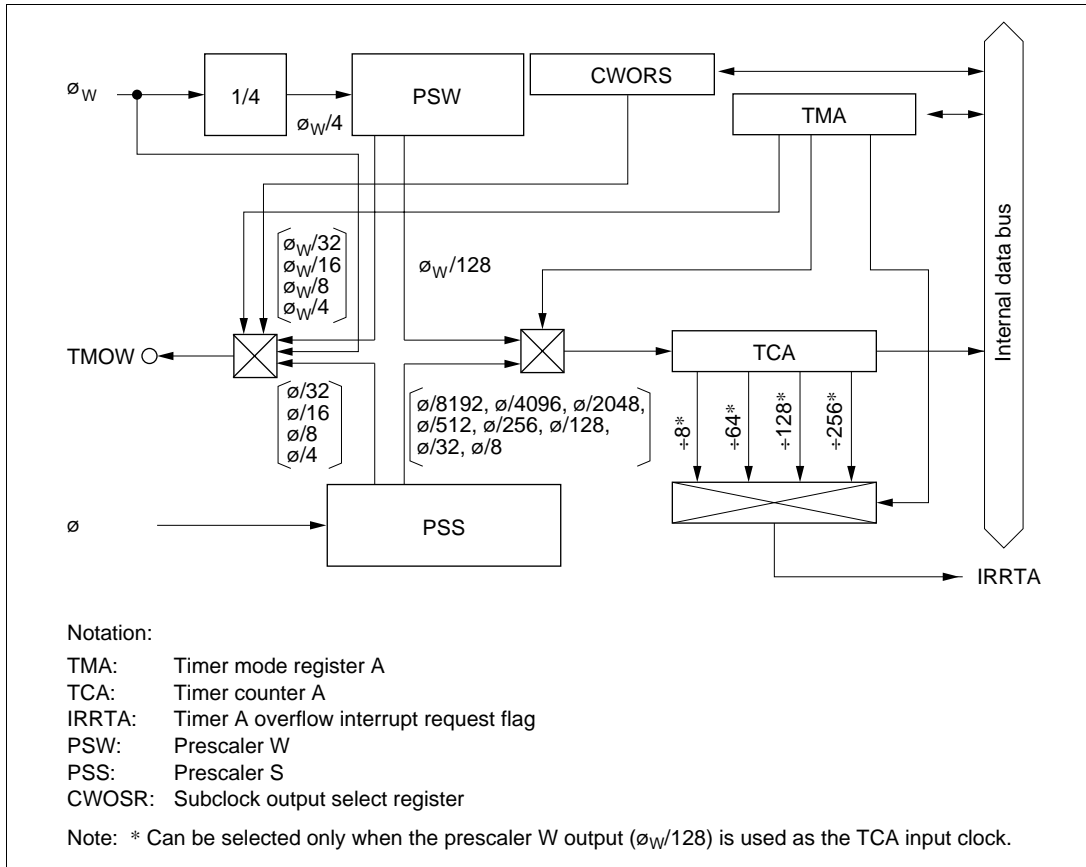 øW
1/4
øW/4
PSW
CWORS
TMA
Internal data bus
øW/32
øW/16
øW/8
øW/4
øW/128
TMOW
TCA
ø/32
ø/16
ø/8
ø/4
ø/8192, ø/4096, ø/2048,
ø/512, ø/256, ø/128,
ø/32, ø/8
÷8*
÷64*
÷128*
÷256*
ø
PSS
IRRTA
Notation:
TMA: Timer mode register A
TCA: Timer counter A
IRRTA: Timer A overflow interrupt request flag
PSW: Prescaler W
PSS: Prescaler S
CWOSR: Subclock output select register
Note: * Can be selected only when the prescaler W output (øW/128) is used as the TCA input clock.